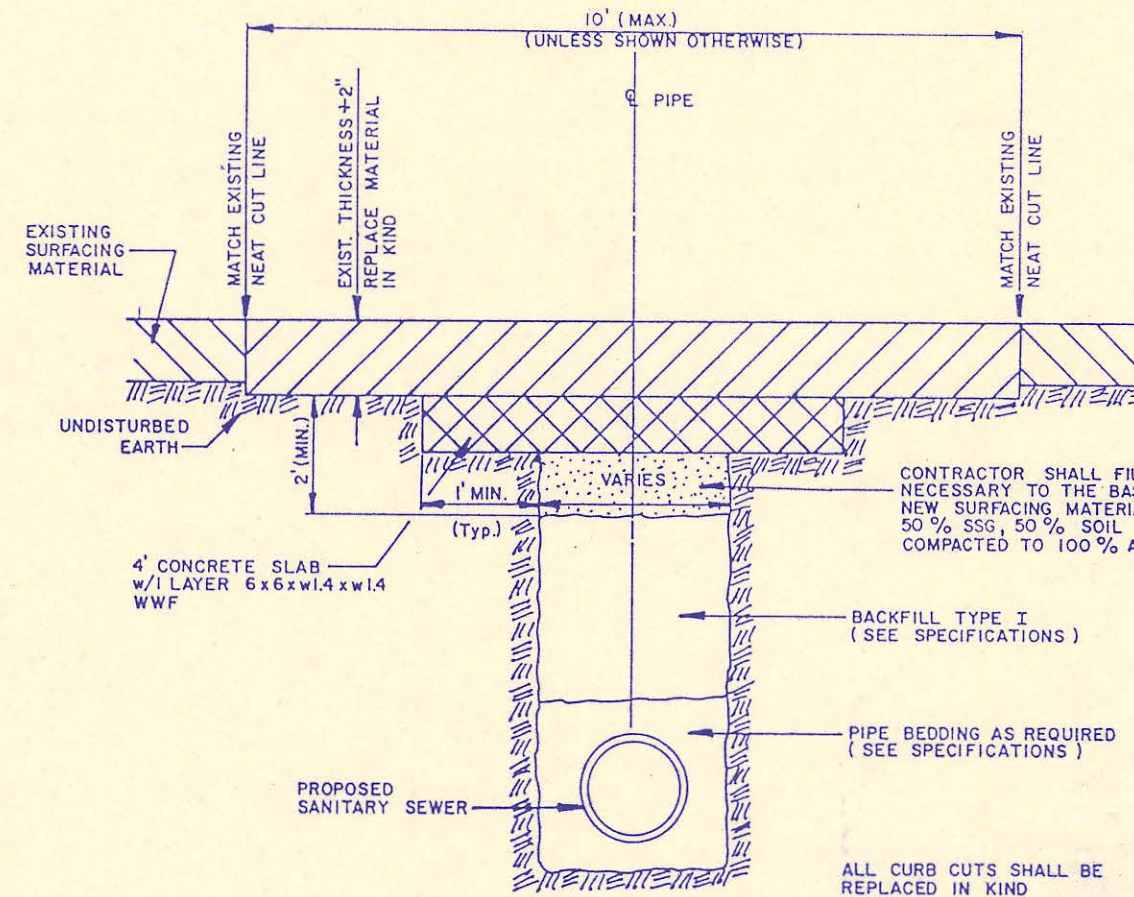 10' (MAX.)
(UNLESS SHOWN OTHERWISE)
℄ PIPE
MATCH EXISTING
NEAT CUT LINE
EXIST. THICKNESS +2"
REPLACE MATERIAL
IN KIND
MATCH EXISTING
NEAT CUT LINE
EXISTING
SURFACING
MATERIAL
UNDISTURBED
EARTH
2' (MIN.)
1' MIN.
(Typ.)
VARIES
CONTRACTOR SHALL
NECESSARY TO THE
NEW SURFACING
50 % SSG, 50 % SOIL
COMPACTED TO 100 %
4' CONCRETE SLAB
w/1 LAYER 6x6xw1.4xw1.4
WWF
BACKFILL TYPE I
(SEE SPECIFICATIONS)
PIPE BEDDING AS REQUIRED
(SEE SPECIFICATIONS)
PROPOSED
SANITARY SEWER
ALL CURB CUTS SHALL BE
REPLACED IN KIND